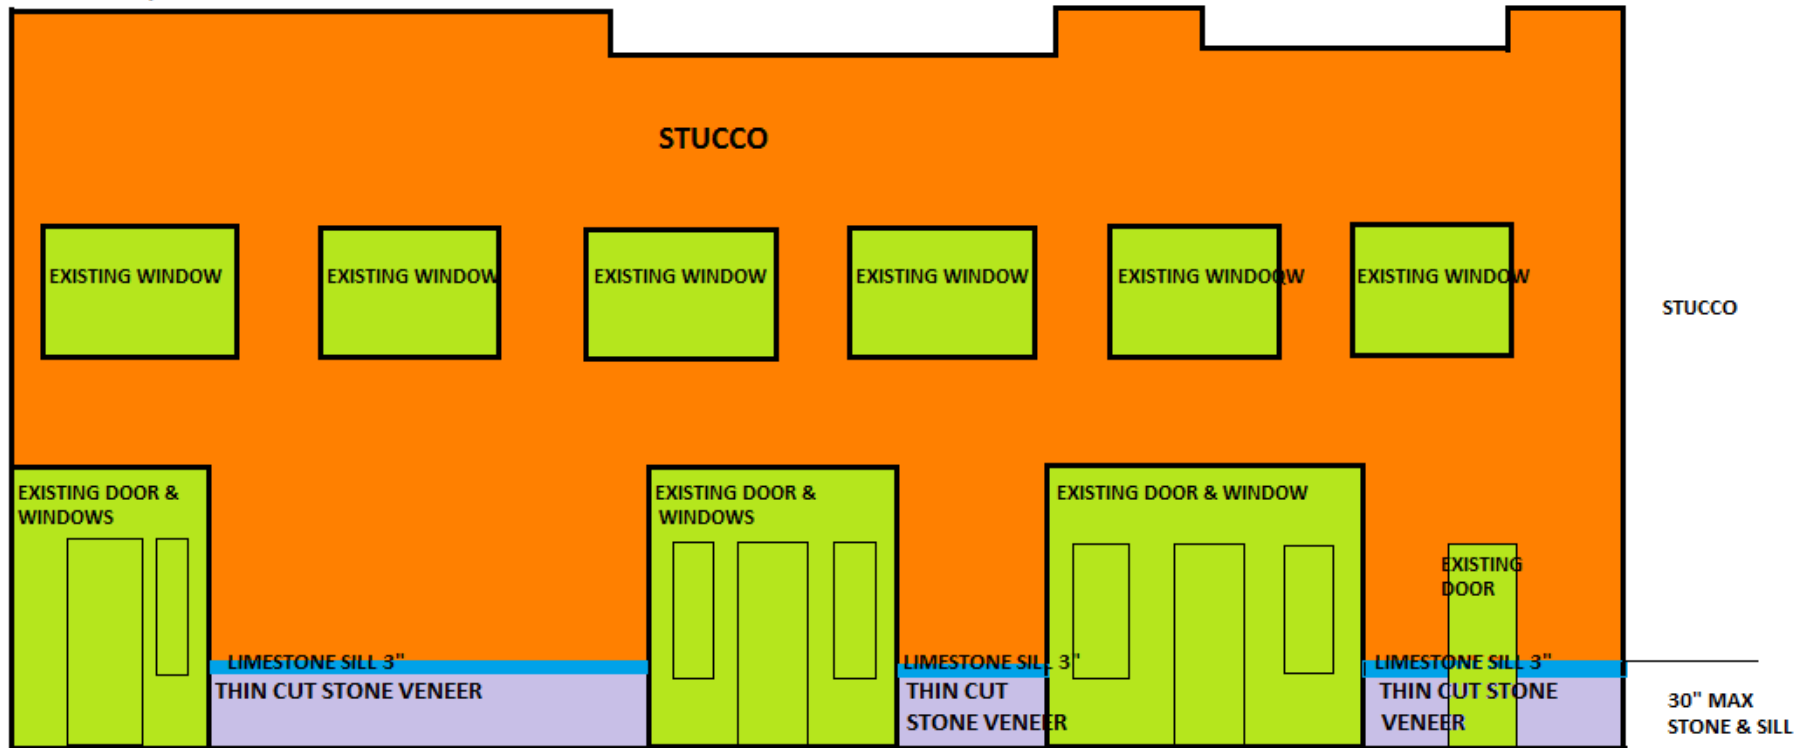 STUCCO
EXISTING WINDOW
EXISTING WINDOW
EXISTING WINDOW
EXISTING WINDOW
EXISTING WINDOQW
EXISTING WINDOW
STUCCO
EXISTING DOOR &
WINDOWS
EXISTING DOOR &
WINDOWS
EXISTING DOOR & WINDOW
EXISTING
DOOR
LIMESTONE SILL 3"
THIN CUT STONE VENEER
LIMESTONE SILL 3"
THIN CUT
STONE VENEER
LIMESTONE SILL 3"
THIN CUT STONE
VENEER
30" MAX
STONE & SILL